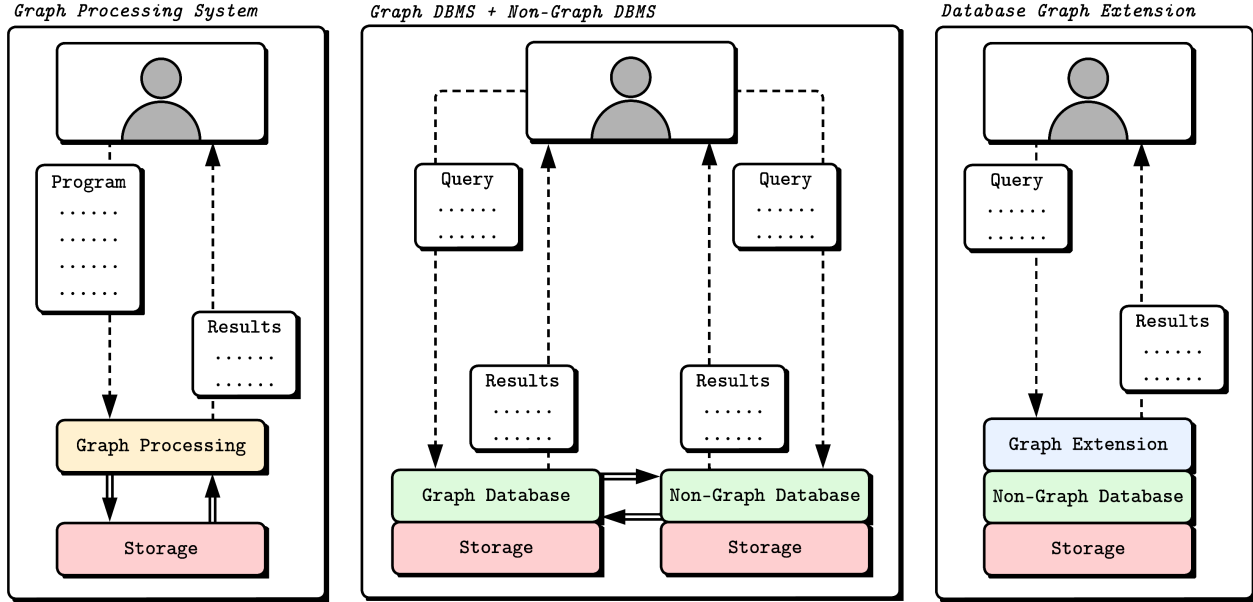 Graph Processing System
Program
......
......
......
......
Results
......
......
Graph Processing
Storage
Graph DBMS + Non-Graph DBMS
Query
......
......
Query
......
......
Results
......
......
Results
......
......
Graph Database
Non-Graph Database
Storage
Storage
Database Graph Extension
Query
......
......
Results
......
......
Graph Extension
Non-Graph Database
Storage